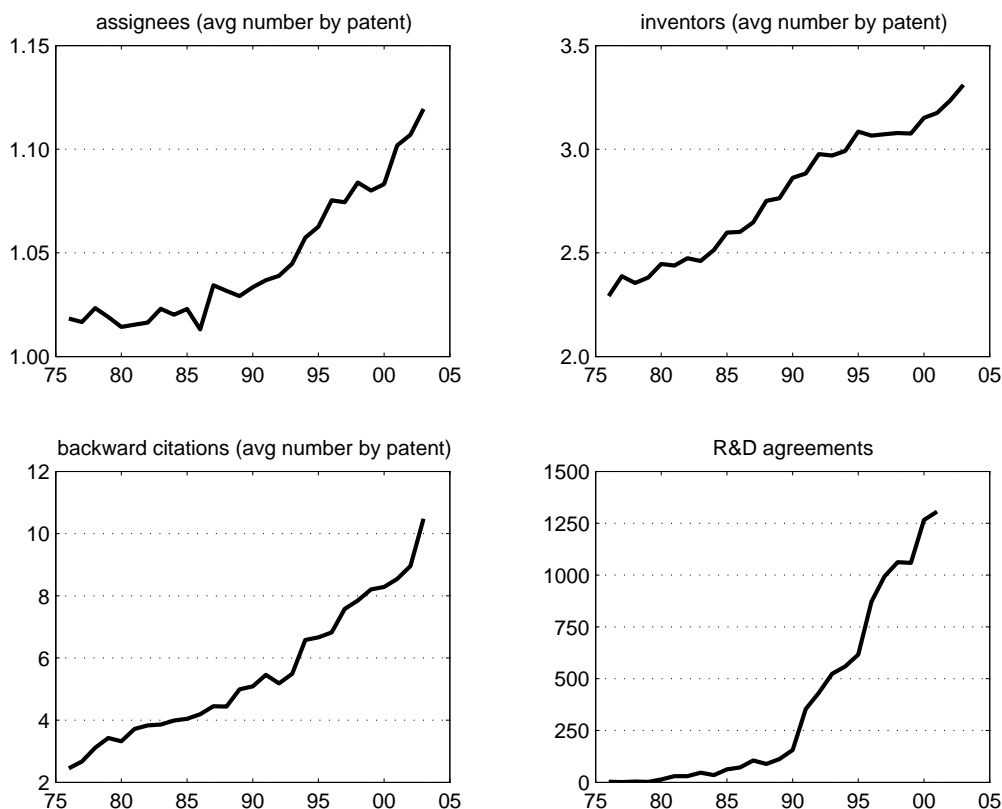 assignees (avg number by patent)
1.15
1.10
1.05
1.00
75 80 85 90 95 00 05
inventors (avg number by patent)
3.5
3.0
2.5
2.0
75 80 85 90 95 00 05
backward citations (avg number by patent)
12
10
8
6
4
2
75 80 85 90 95 00 05
R&D agreements
1500
1250
1000
750
500
250
0
75 80 85 90 95 00 05